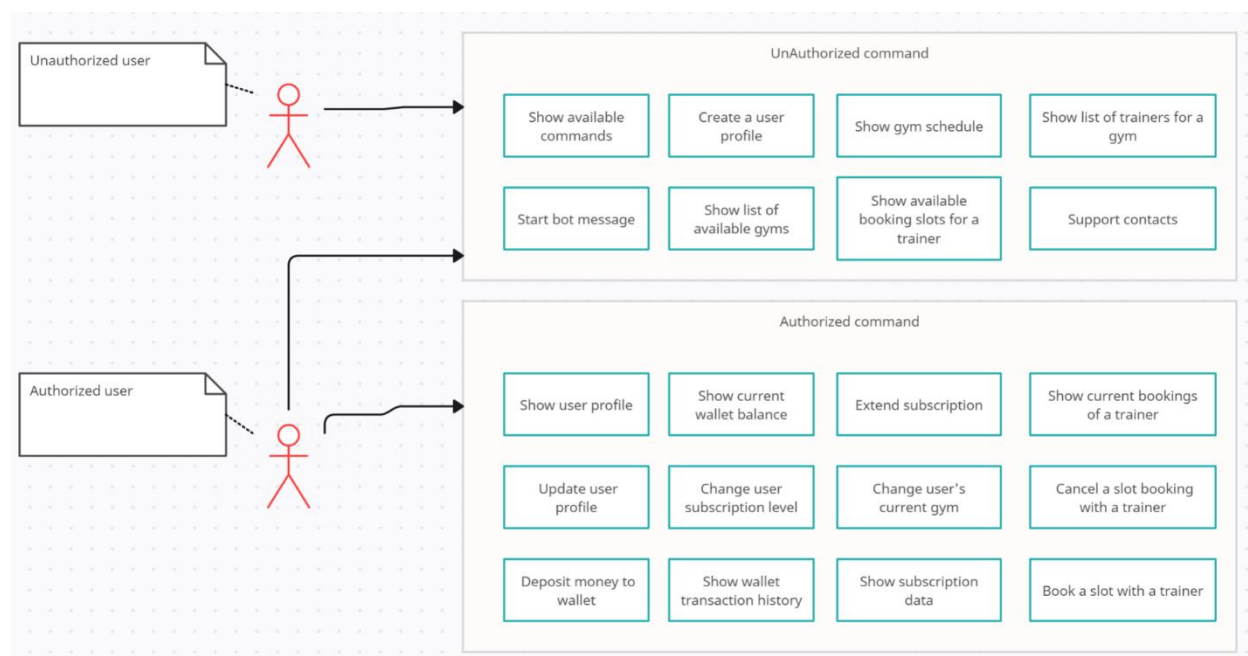 Unauthorized user
UnAuthorized command
Show available
commands
Create a user
profile
Show gym schedule
Show list of trainers for a
gym
Start bot message
Show list of
available gyms
Show available
booking slots for a
trainer
Support contacts
Authorized user
Authorized command
Show user profile
Show current
wallet balance
Extend subscription
Show current bookings
of a trainer
Update user
profile
Change user
subscription level
Change user's
current gym
Cancel a slot booking
with a trainer
Deposit money to
wallet
Show wallet
transaction history
Show subscription
data
Book a slot with a trainer